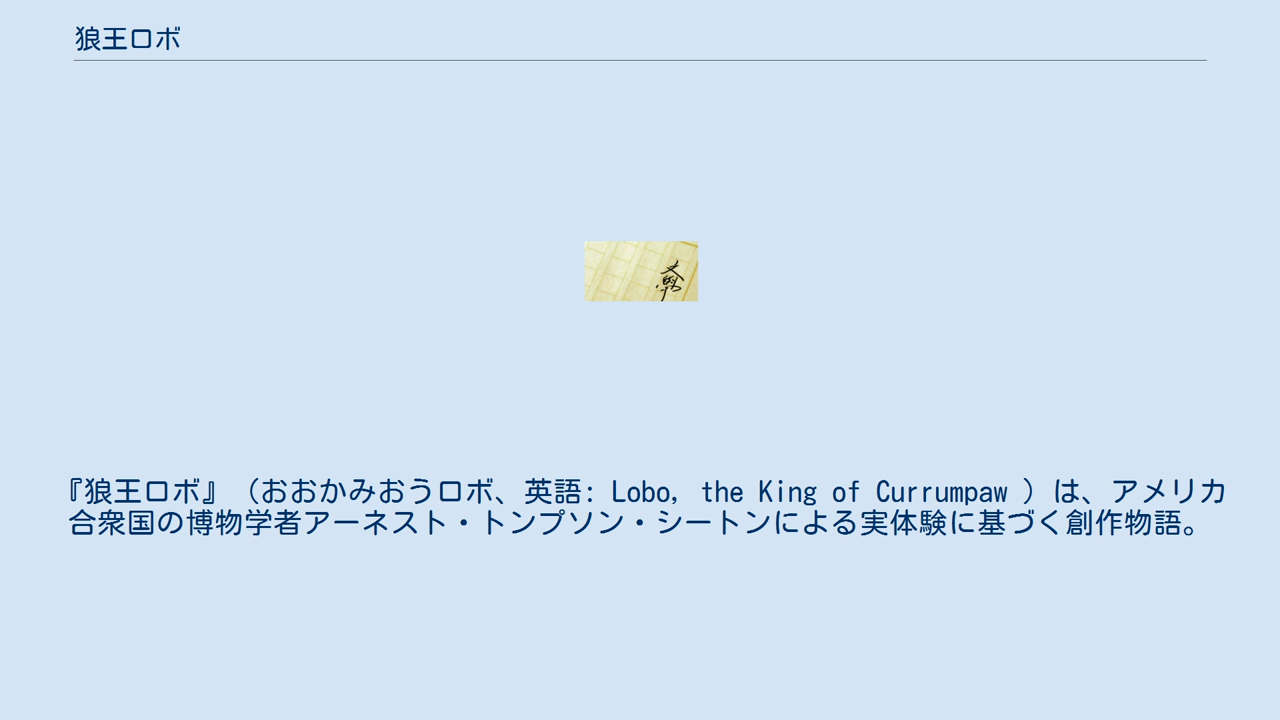 狼王ロボ
『狼王ロボ』（おおかみおうロボ、英語: Lobo, the King of Currumpaw ）は、アメリカ
合衆国の博物学者アーネスト・トンプソン・シートンによる実体験に基づく創作物語。